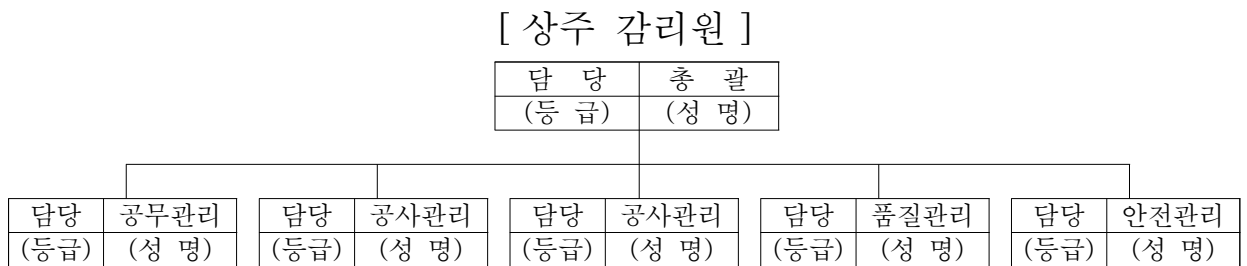 [ 상주 감리원 ]
담 당 총 괄
(등 급) (성 명)
담당 공무관리 담당 공사관리 담당 공사관리 담당 품질관리 담당 안전관리
(등급) (성 명) (등급) (성 명) (등급) (성 명) (등급) (성 명) (등급) (성 명)